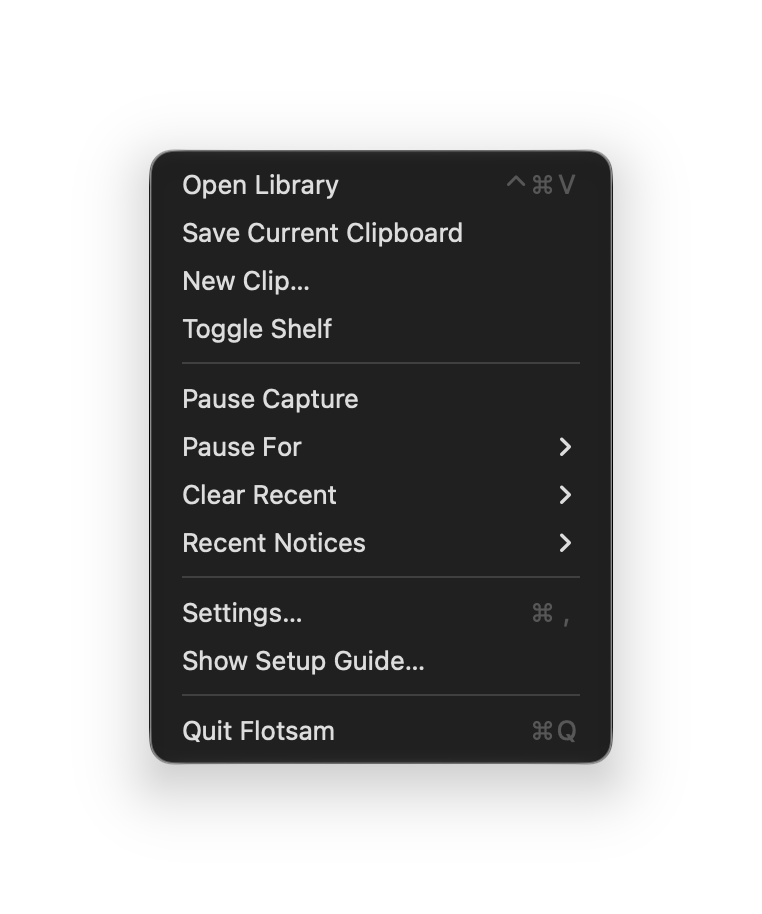 Open Library ^⌘V
Save Current Clipboard
New Clip...
Toggle Shelf
Pause Capture
Pause For
Clear Recent
Recent Notices
Settings... ⌘,
Show Setup Guide...
Quit Flotsam ⌘Q